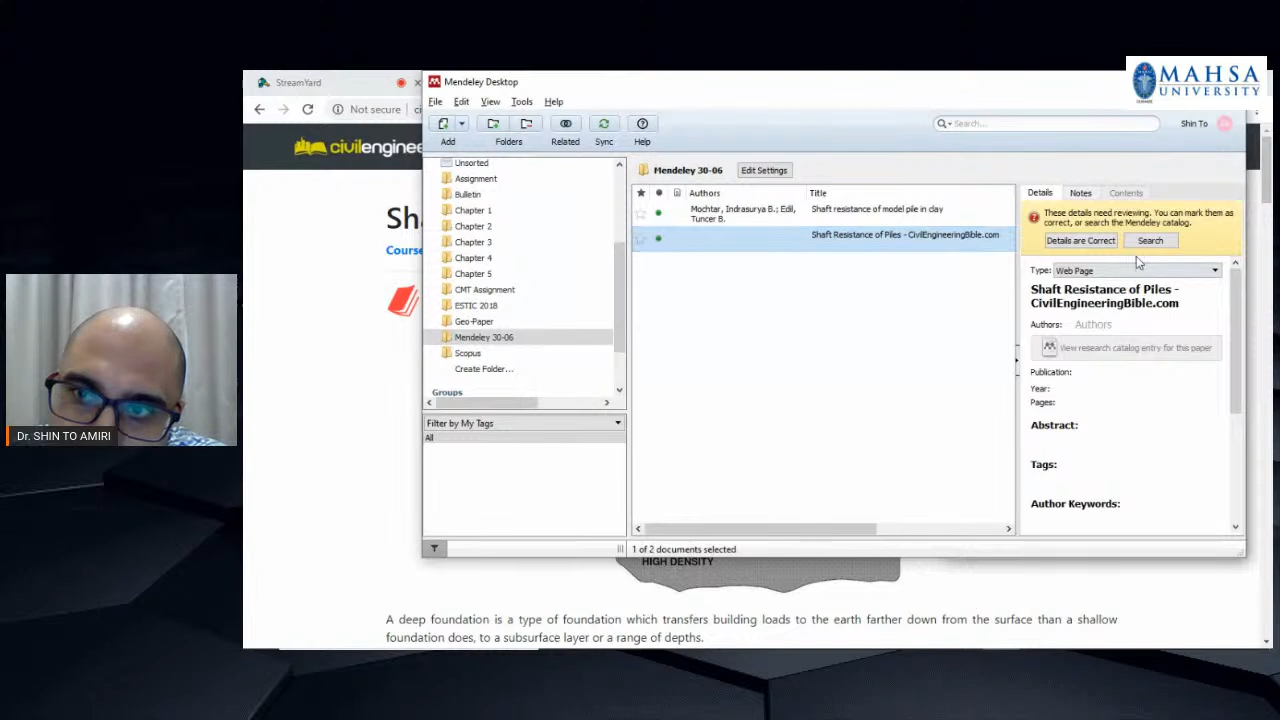 StreamYard
Mendeley Desktop
MAHSA
UNIVERSITY
Not secure
File Edit View Tools Help
civilengine
Add Folders Related Sync Help
Search...
Shin To
Sha
Course
Unsorted
Assignment
Bulletin
Chapter 1
Chapter 2
Chapter 3
Chapter 4
Chapter 5
CMT Assignment
ESTIC 2018
Geo-Paper
Mendeley 30-06
Scopus
Create Folder...
Groups
Filter by My Tags
All
Mendeley 30-06 Edit Settings
Authors Title
Mochtar, Indrasurya B.; Edil, Tuncer B. Shaft resistance of model pile in clay
Shaft Resistance of Piles - CivilEngineeringBible.com
Details Notes Contents
These details need reviewing. You can mark them as
correct, or search the Mendeley catalog.
Details are Correct Search
Type: Web Page
Shaft Resistance of Piles -
CivilEngineeringBible.com
Authors: Authors
View research catalog entry for this paper
Publication:
Year:
Pages:
Abstract:
Tags:
Author Keywords:
1 of 2 documents selected
HIGH DENSITY
A deep foundation is a type of foundation which transfers building loads to the earth farther down from the surface than a shallow
foundation does, to a subsurface layer or a range of depths.
Dr. SHIN TO AMIRI